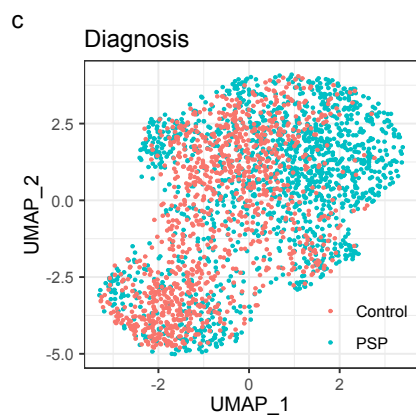 c
Diagnosis
2.5
0.0
-2.5
-5.0
UMAP_2
Control
PSP
-2
0
2
UMAP_1